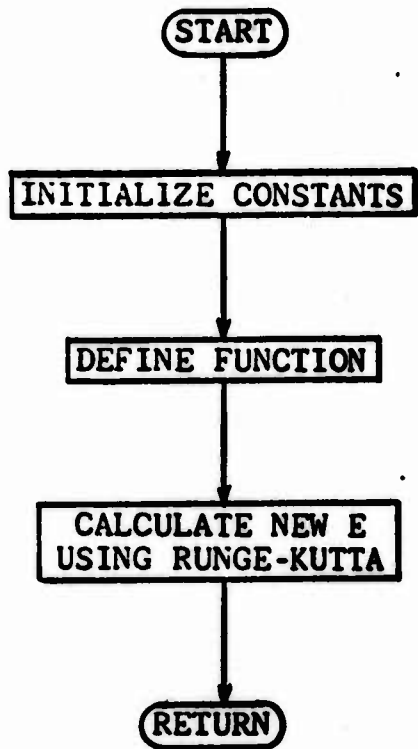 START
INITIALIZE CONSTANTS
DEFINE FUNCTION
CALCULATE NEW E
USING RUNGE-KUTTA
RETURN